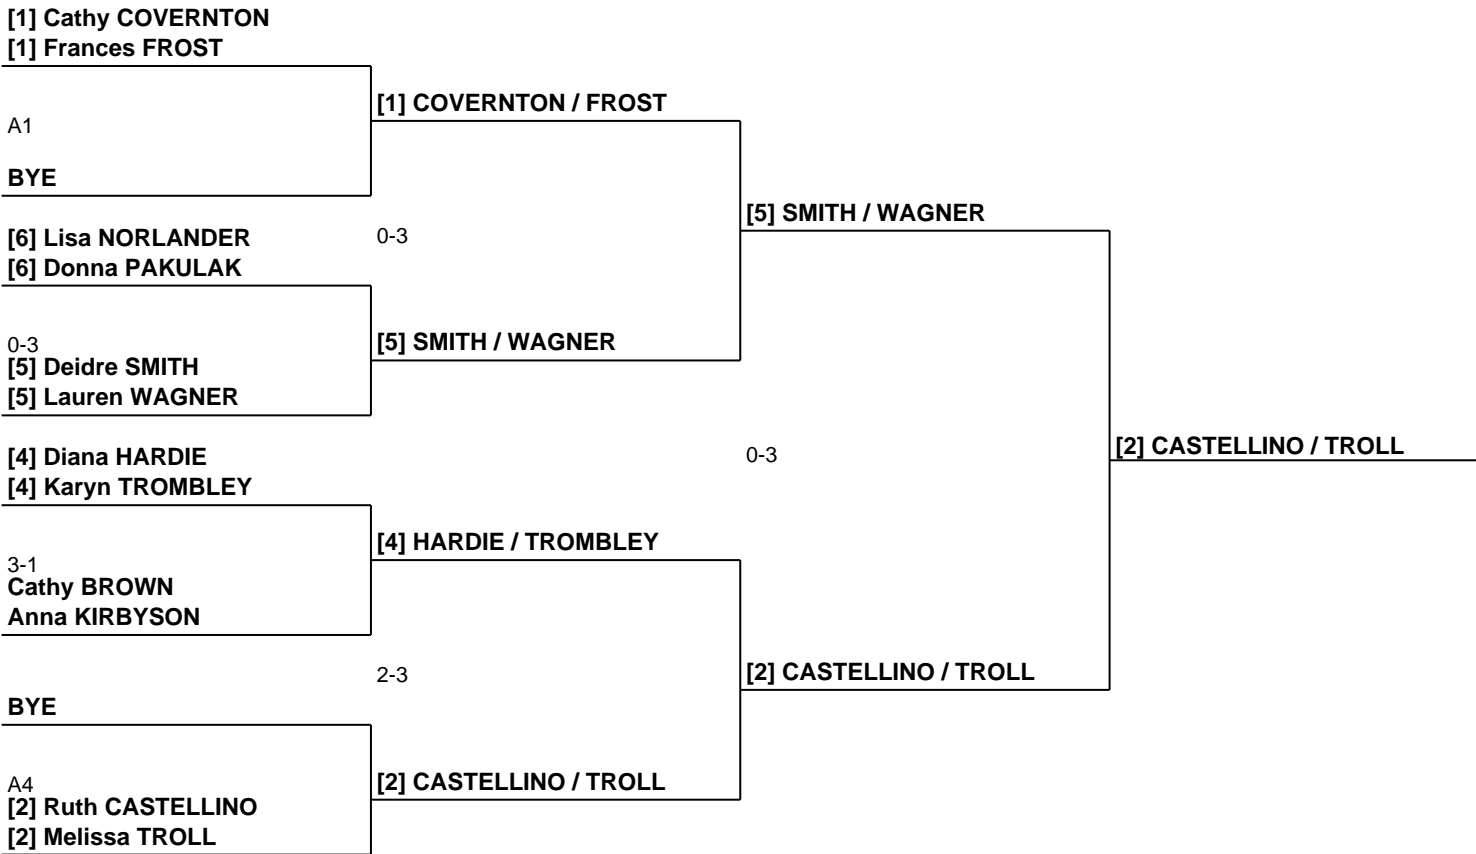 [1] Cathy COVERNTON
[1] Frances FROST
[1] COVERNTON / FROST
A1
BYE
[5] SMITH / WAGNER
[6] Lisa NORLANDER
0-3
[6] Donna PAKULAK
0-3
[5] SMITH / WAGNER
[5] Deidre SMITH
[5] Lauren WAGNER
[4] Diana HARDIE
0-3
[2] CASTELLINO / TROLL
[4] Karyn TROMBLEY
[4] HARDIE / TROMBLEY
3-1
Cathy BROWN
Anna KIRBYSON
2-3
[2] CASTELLINO / TROLL
BYE
A4
[2] CASTELLINO / TROLL
[2] Ruth CASTELLINO
[2] Melissa TROLL